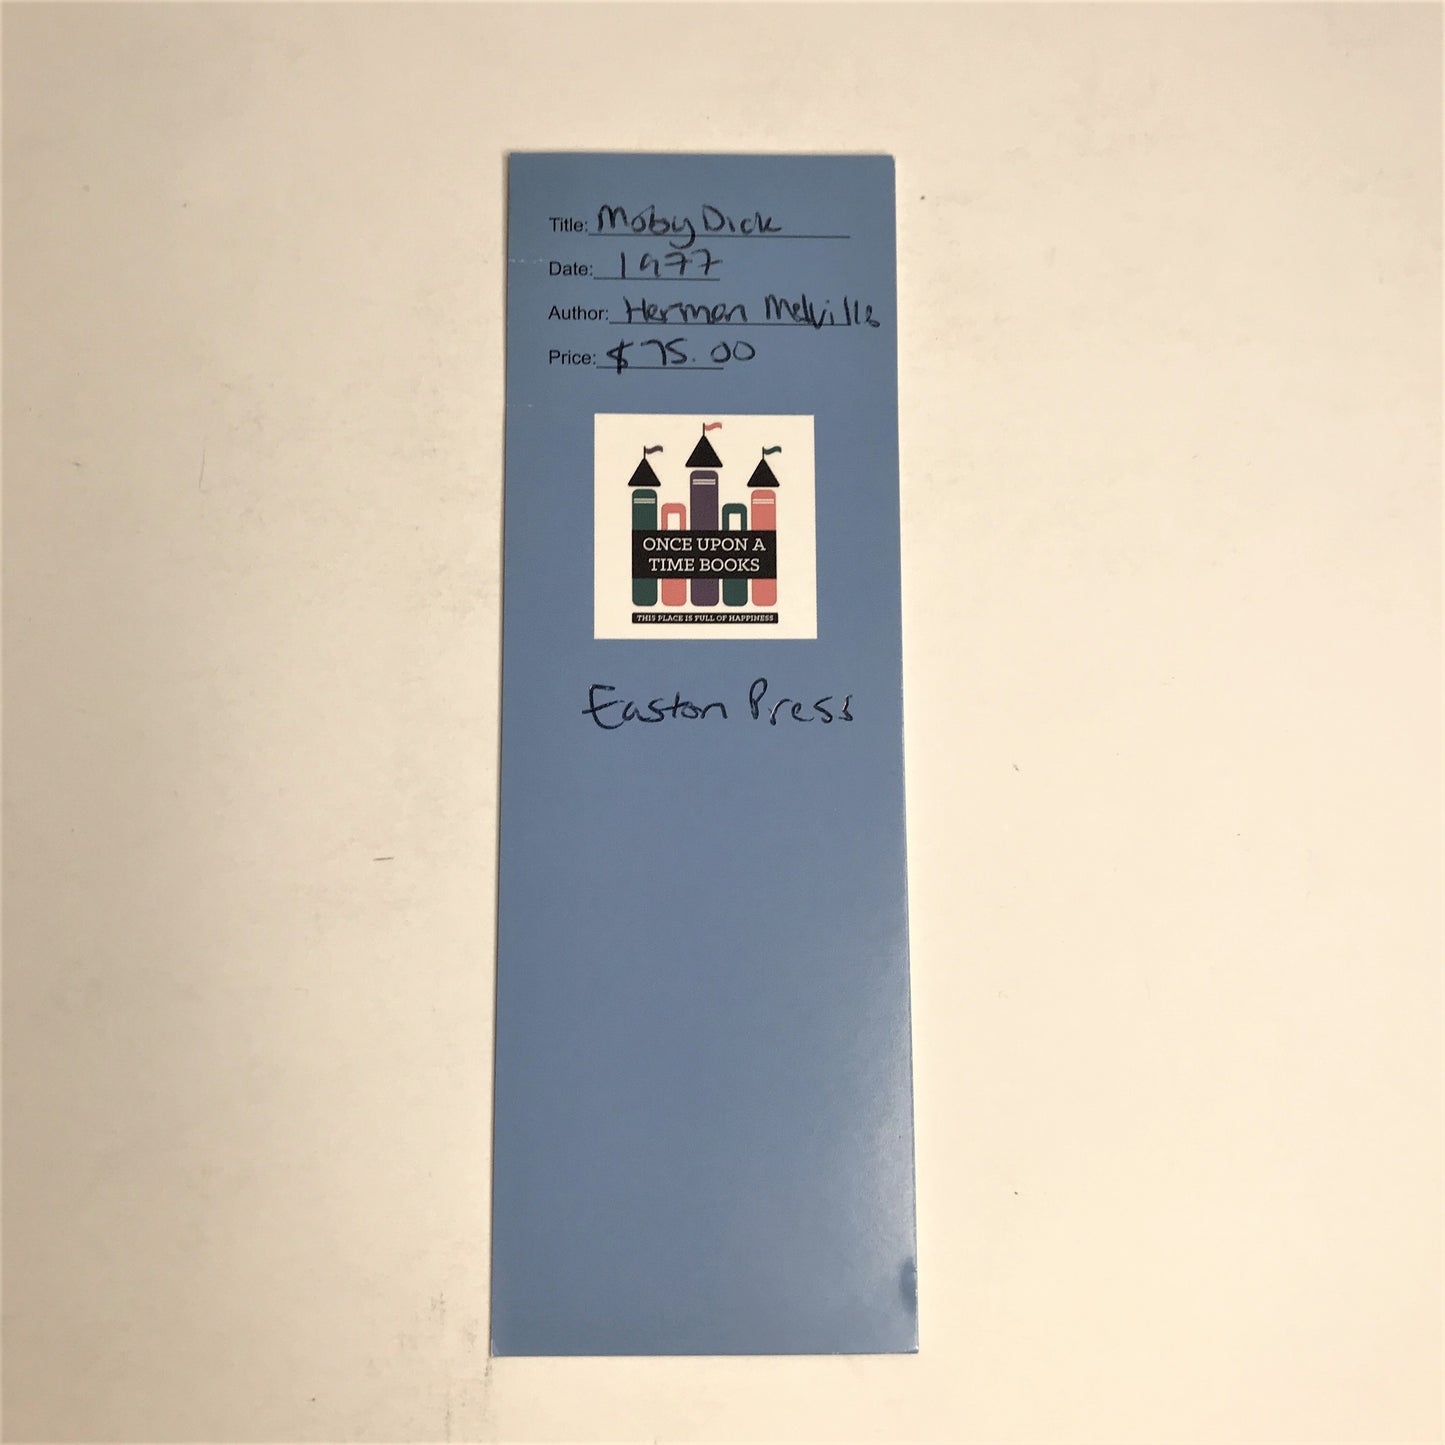 Title: Moby Dick
Date: 1977
Author: Herman Melville
Price: $75.00
ONCE UPON A
TIME BOOKS
THIS PLACE IS FULL OF HAPPINESS
Easton Press